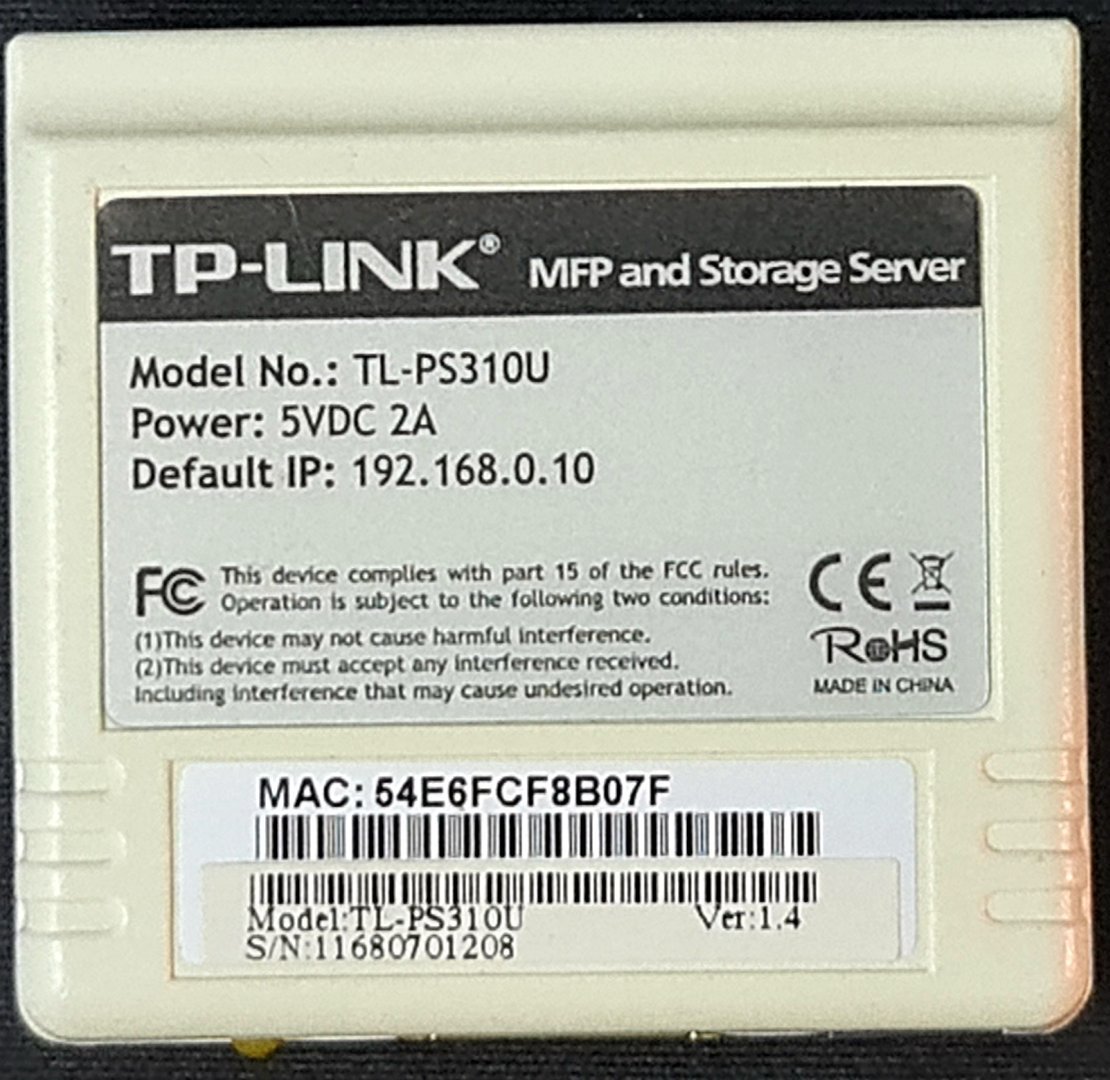 TP-LINK® MFP and Storage Server
Model No.: TL-PS310U
Power: 5VDC 2A
Default IP: 192.168.0.10
FC This device complies with part 15 of the FCC rules.
Operation is subject to the following two conditions:
(1)This device may not cause harmful interference.
(2)This device must accept any interference received.
Including interference that may cause undesired operation.
CE
RoHS
MADE IN CHINA
MAC: 54E6FCF8B07F
Model:TL-PS310U Ver:1.4
S/N:11680701208